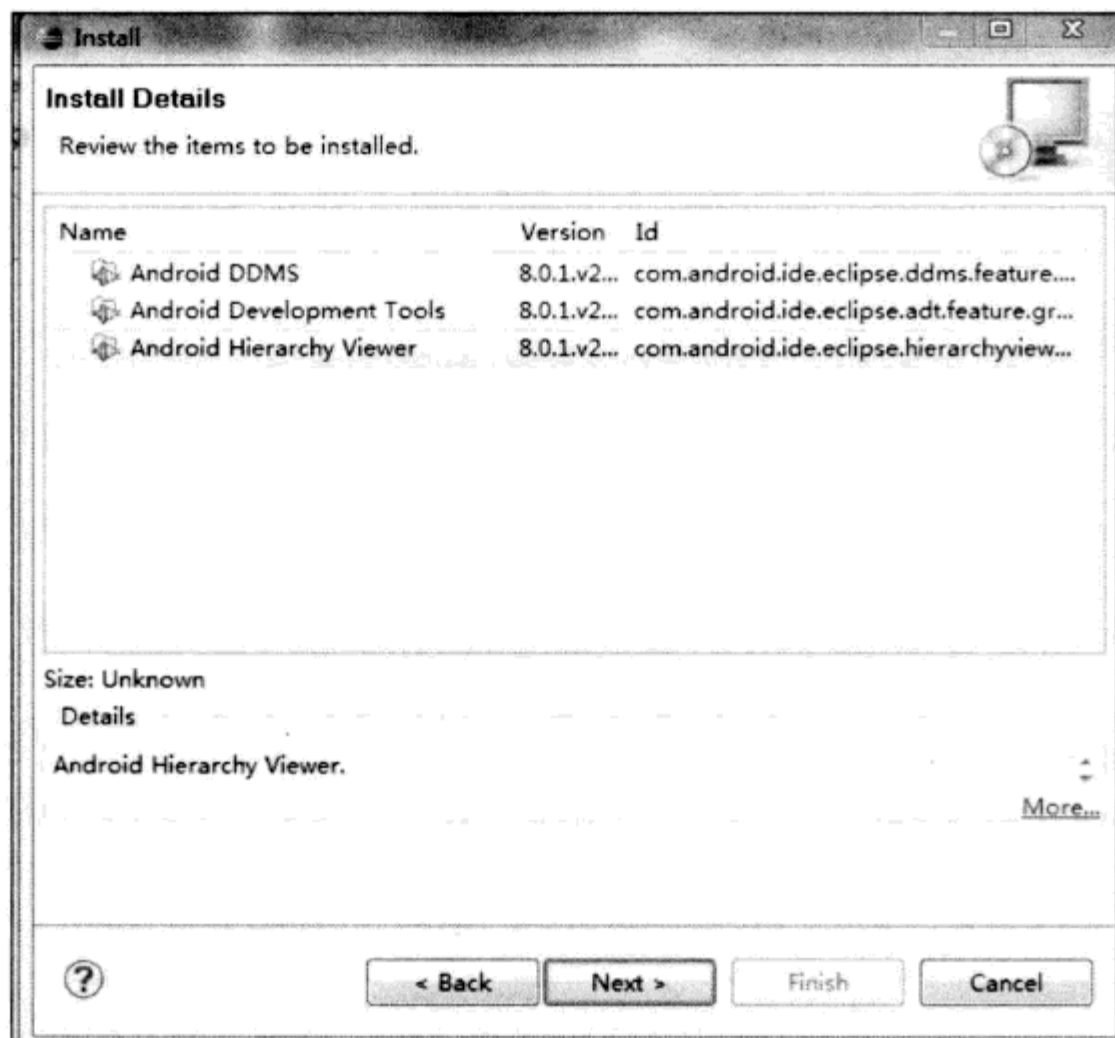 Install
Install Details
Review the items to be installed.
Name Version Id
Android DDMS 8.0.1.v2... com.android.ide.eclipse.ddms.feature....
Android Development Tools 8.0.1.v2... com.android.ide.eclipse.adt.feature.gr...
Android Hierarchy Viewer 8.0.1.v2... com.android.ide.eclipse.hierarchyview...
Size: Unknown
Details
Android Hierarchy Viewer.
More...
? < Back Next > Finish Cancel